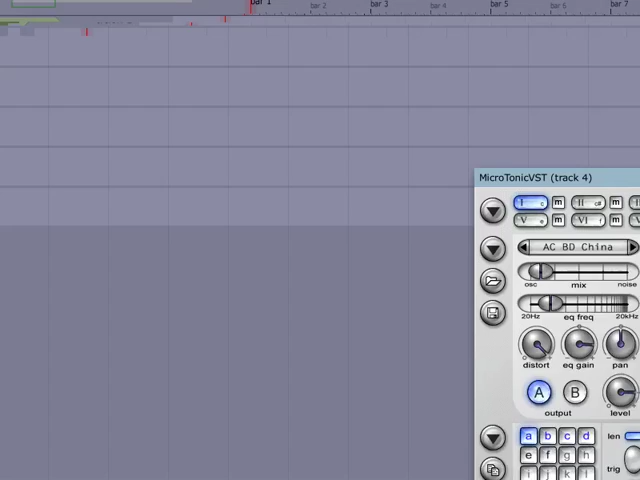 bar 1 bar 2 bar 3 bar 4 bar 5 bar 6 bar 7
MicroTonicVST (track 4)
I c m II c# m
V e m VI f m
AC BD China
osc mix noise
20Hz eq freq 20kHz
distort eq gain pan
A B
output level
a b c d len
e f g h
trig
i j k l